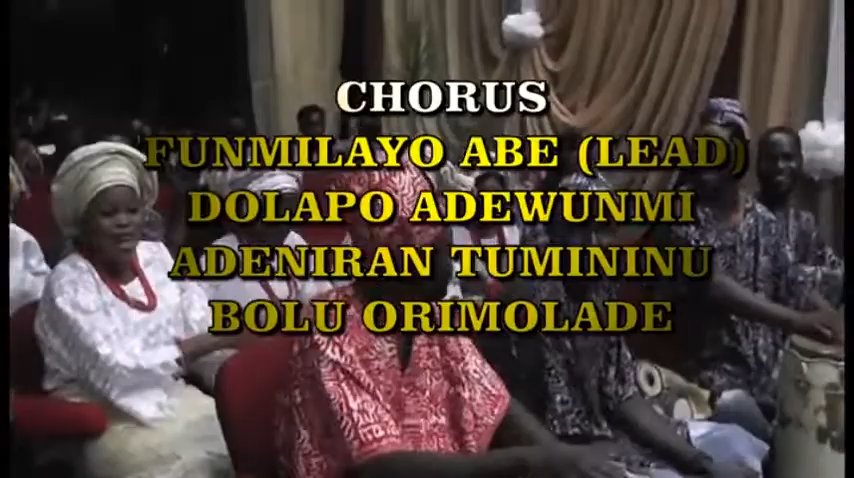 CHORUS
FUNMILAYO ABE (LEAD)
DOLAPO ADEWUNMI
ADENIRAN TUMININU
BOLU ORIMOLADE